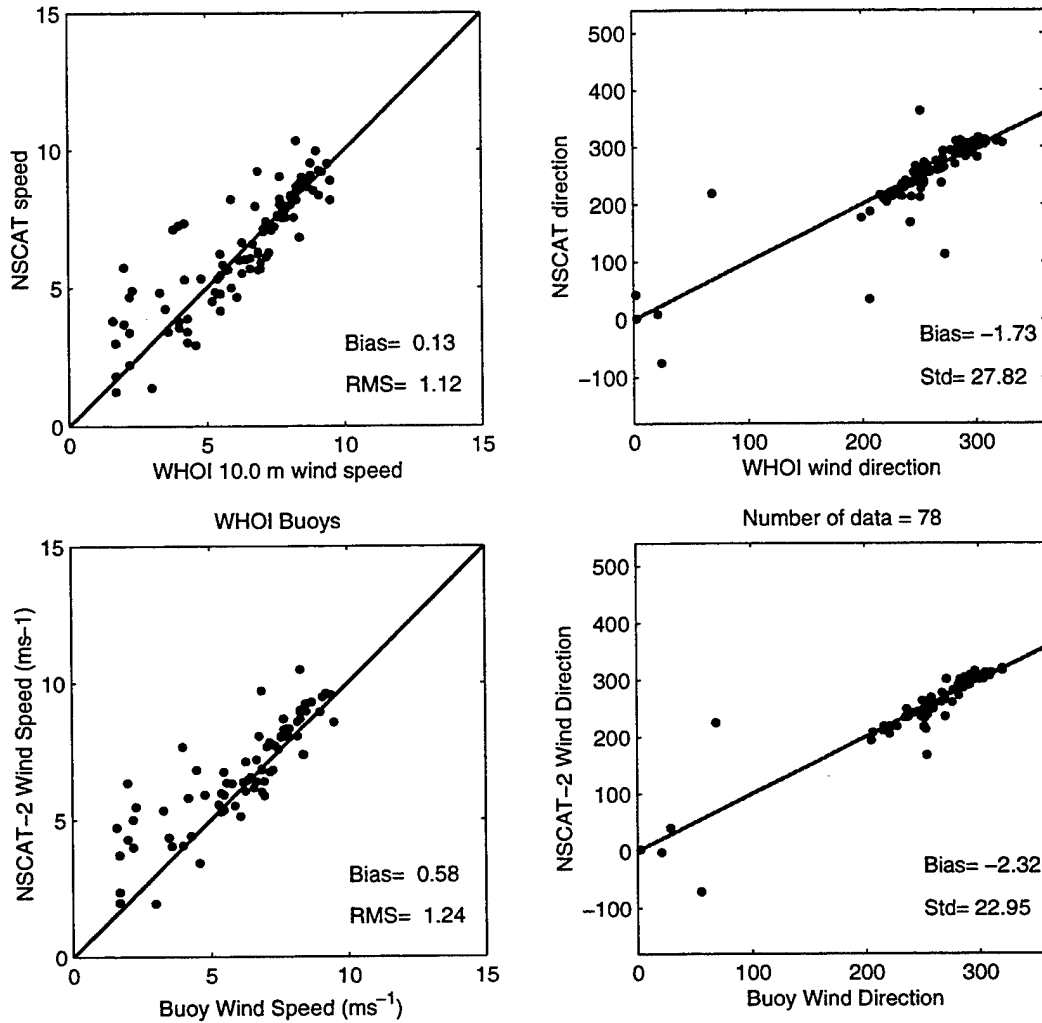 15
10
5
0
NSCAT speed
Bias= 0.13
RMS= 1.12
0 5 10 15
WHOI 10.0 m wind speed
500
400
300
200
100
0
−100
NSCAT direction
Bias= −1.73
Std= 27.82
0 100 200 300
WHOI wind direction
WHOI Buoys
15
10
5
0
NSCAT−2 Wind Speed (ms−1)
Bias= 0.58
RMS= 1.24
0 5 10 15
Buoy Wind Speed (ms⁻¹)
Number of data = 78
500
400
300
200
100
0
−100
NSCAT−2 Wind Direction
Bias= −2.32
Std= 22.95
0 100 200 300
Buoy Wind Direction